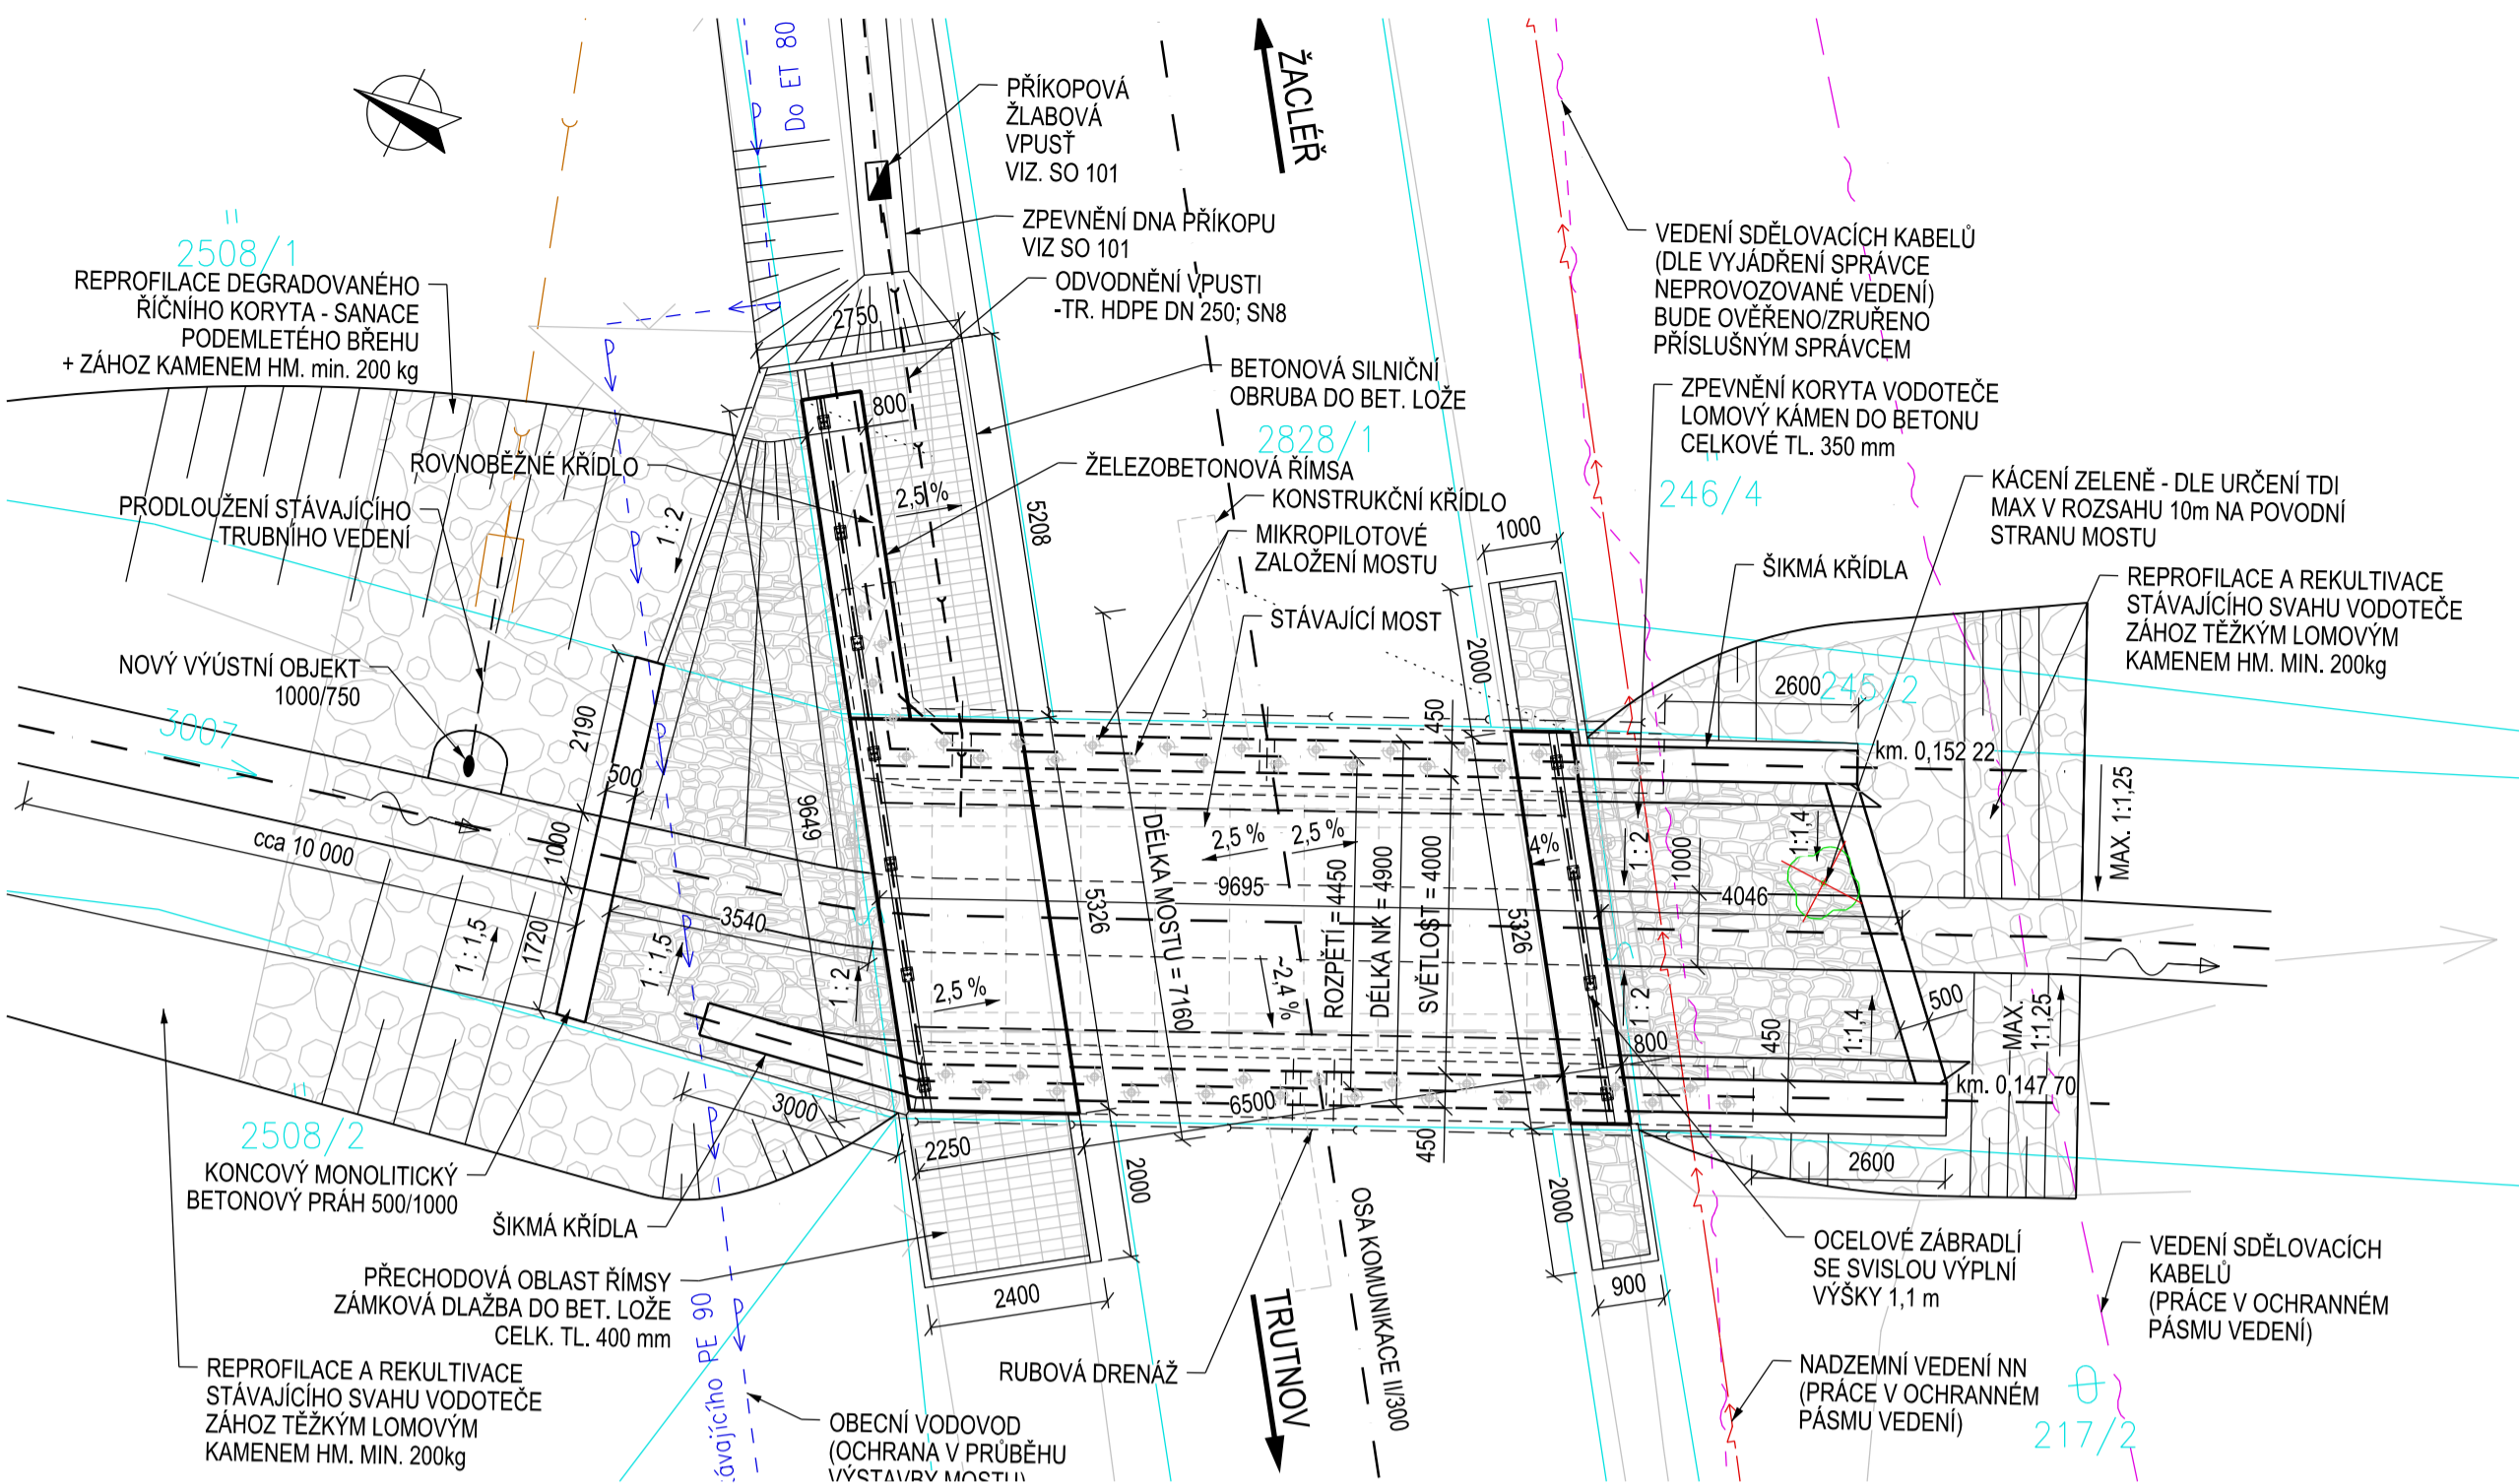 Do ET 80
PŘÍKOPOVÁ
ŽLABOVÁ
VPUSŤ
VIZ. SO 101
ŽACLÉŘ
ZPEVNĚNÍ DNA PŘÍKOPU
VIZ SO 101
ODVODNĚNÍ VPUSTI
-TR. HDPE DN 250; SN8
VEDENÍ SDĚLOVACÍCH KABELŮ
(DLE VYJÁDŘENÍ SPRÁVCE
NEPROVOZOVANÉ VEDENÍ)
BUDE OVĚŘENO/ZRUŘENO
PŘÍSLUŠNÝM SPRÁVCEM
2508/1
REPROFILACE DEGRADOVANÉHO
ŘÍČNÍHO KORYTA - SANACE
PODEMLETÉHO BŘEHU
+ ZÁHOZ KAMENEM HM. min. 200 kg
2750
BETONOVÁ SILNIČNÍ
OBRUBA DO BET. LOŽE
2828/1
ZPEVNĚNÍ KORYTA VODOTEČE
LOMOVÝ KÁMEN DO BETONU
CELKOVÉ TL. 350 mm
246/4
800
ROVNOBĚŽNÉ KŘÍDLO
ŽELEZOBETONOVÁ ŘÍMSA
KONSTRUKČNÍ KŘÍDLO
KÁCENÍ ZELENĚ - DLE URČENÍ TDI
MAX V ROZSAHU 10m NA POVODNÍ
STRANU MOSTU
PRODLOUŽENÍ STÁVAJÍCÍHO
TRUBNÍHO VEDENÍ
1:2
2,5 %
5208
MIKROPILOTOVÉ
ZALOŽENÍ MOSTU
1000
ŠIKMÁ KŘÍDLA
REPROFILACE A REKULTIVACE
STÁVAJÍCÍHO SVAHU VODOTEČE
ZÁHOZ TĚŽKÝM LOMOVÝM
KAMENEM HM. MIN. 200kg
STÁVAJÍCÍ MOST
2000
NOVÝ VÝÚSTNÍ OBJEKT
1000/750
3007
2190
500
2600
245/2
450
km. 0,152 22
MAX. 1:1,25
cca 10 000
1000
9649
DÉLKA MOSTU = 7160
2,5 %
2,5 %
4%
1:2
1000
1:1,4
9695
4046
3540
5326
ROZPĚTÍ = 4450
DÉLKA NK = 4900
SVĚTLOST = 4000
5326
1:1,5
1720
1:1,5
1:2
2,5 %
~2,4 %
1:2
800
450
1:1,4
500
MAX.
1:1,25
km. 0,147 70
3000
6500
2508/2
KONCOVÝ MONOLITICKÝ
BETONOVÝ PRÁH 500/1000
2250
2000
450
2000
2600
ŠIKMÁ KŘÍDLA
PŘECHODOVÁ OBLAST ŘÍMSY
ZÁMKOVÁ DLAŽBA DO BET. LOŽE
CELK. TL. 400 mm
2400
900
OCELOVÉ ZÁBRADLÍ
SE SVISLOU VÝPLNÍ
VÝŠKY 1,1 m
VEDENÍ SDĚLOVACÍCH
KABELŮ
(PRÁCE V OCHRANNÉM
PÁSMU VEDENÍ)
OSA KOMUNIKACE II/300
TRUTNOV
RUBOVÁ DRENÁŽ
REPROFILACE A REKULTIVACE
STÁVAJÍCÍHO SVAHU VODOTEČE
ZÁHOZ TĚŽKÝM LOMOVÝM
KAMENEM HM. MIN. 200kg
ávajícího PE 90
OBECNÍ VODOVOD
(OCHRANA V PRŮBĚHU
VÝSTAVBY MOSTU)
NADZEMNÍ VEDENÍ NN
(PRÁCE V OCHRANNÉM
PÁSMU VEDENÍ)
217/2